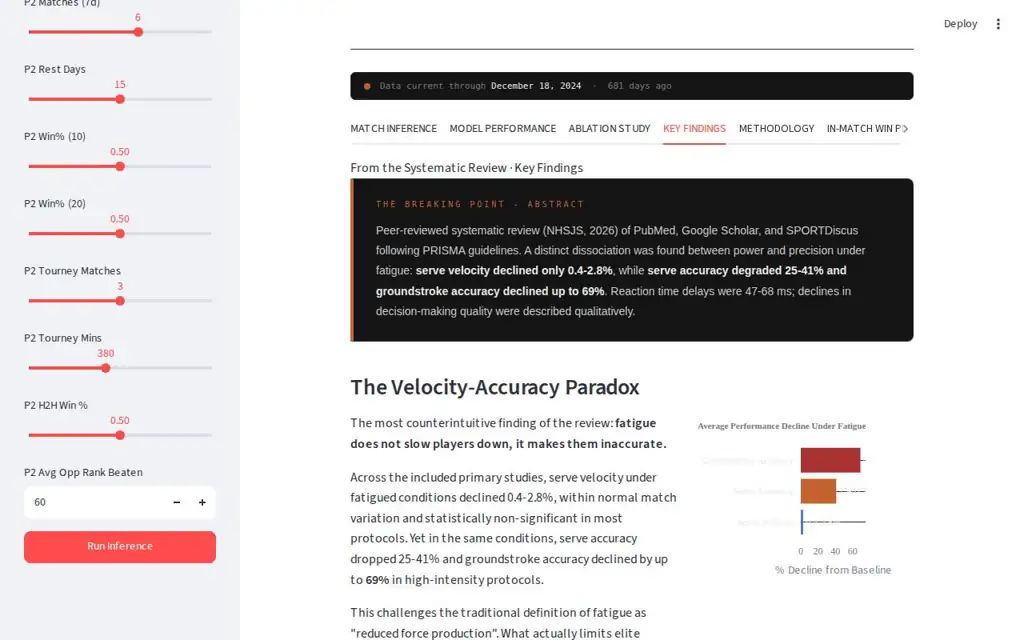 P2 Matches (7d)
6
P2 Rest Days
15
P2 Win% (10)
0.50
P2 Win% (20)
0.50
P2 Tourney Matches
3
P2 Tourney Mins
380
P2 H2H Win %
0.50
P2 Avg Opp Rank Beaten
60
Run Inference
Deploy
Data current through December 18, 2024 · 681 days ago
MATCH INFERENCE MODEL PERFORMANCE ABLATION STUDY KEY FINDINGS METHODOLOGY IN-MATCH WIN P
From the Systematic Review · Key Findings
THE BREAKING POINT - ABSTRACT
Peer-reviewed systematic review (NHSJS, 2026) of PubMed, Google Scholar, and SPORTDiscus
following PRISMA guidelines. A distinct dissociation was found between power and precision under
fatigue: serve velocity declined only 0.4-2.8%, while serve accuracy degraded 25-41% and
groundstroke accuracy declined up to 69%. Reaction time delays were 47-68 ms; declines in
decision-making quality were described qualitatively.
The Velocity-Accuracy Paradox
The most counterintuitive finding of the review: fatigue
does not slow players down, it makes them inaccurate.
Across the included primary studies, serve velocity under
fatigued conditions declined 0.4-2.8%, within normal match
variation and statistically non-significant in most
protocols. Yet in the same conditions, serve accuracy
dropped 25-41% and groundstroke accuracy declined by up
to 69% in high-intensity protocols.
This challenges the traditional definition of fatigue as
"reduced force production". What actually limits elite
Average Performance Decline Under Fatigue
0 20 40 60
% Decline from Baseline